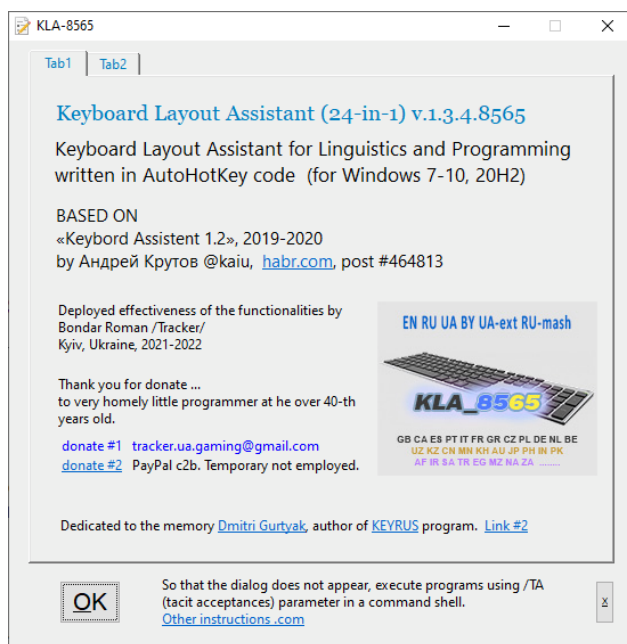 KLA-8565
Tab1 Tab2
Keyboard Layout Assistant (24-in-1) v.1.3.4.8565
Keyboard Layout Assistant for Linguistics and Programming
written in AutoHotKey code (for Windows 7-10, 20H2)
BASED ON
«Keybord Assistent 1.2», 2019-2020
by Андрей Крутов @kaiu, habr.com, post #464813
Deployed effectiveness of the functionalities by
Bondar Roman /Tracker/
Kyiv, Ukraine, 2021-2022
Thank you for donate ...
to very homely little programmer at he over 40-th
years old.
donate #1 tracker.ua.gaming@gmail.com
donate #2 PayPal c2b. Temporary not employed.
EN RU UA BY UA-ext RU-mash
KLA_8565
GB CA ES PT IT FR GR CZ PL DE NL BE
UZ KZ CN MN KH AU JP PH IN PK
AF IR SA TR EG MZ NA ZA ........
Dedicated to the memory Dmitri Gurtyak, author of KEYRUS program. Link #2
OK
So that the dialog does not appear, execute programs using /TA
(tacit acceptances) parameter in a command shell.
Other instructions .com
x